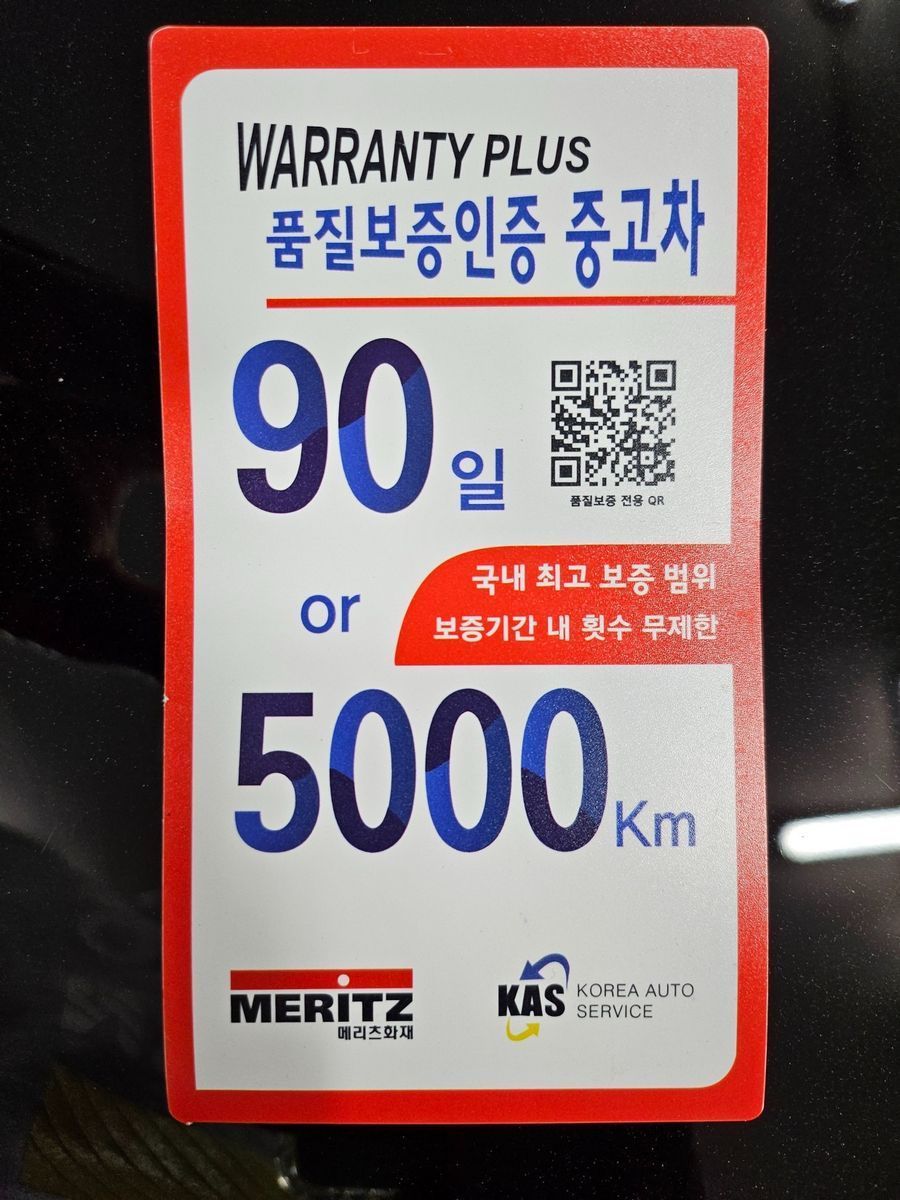 WARRANTY PLUS
품질보증인증 중고차
90일
품질보증 전용 QR
or
국내 최고 보증 범위
보증기간 내 횟수 무제한
5000Km
MERITZ
메리츠화재
KAS
KOREA AUTO
SERVICE